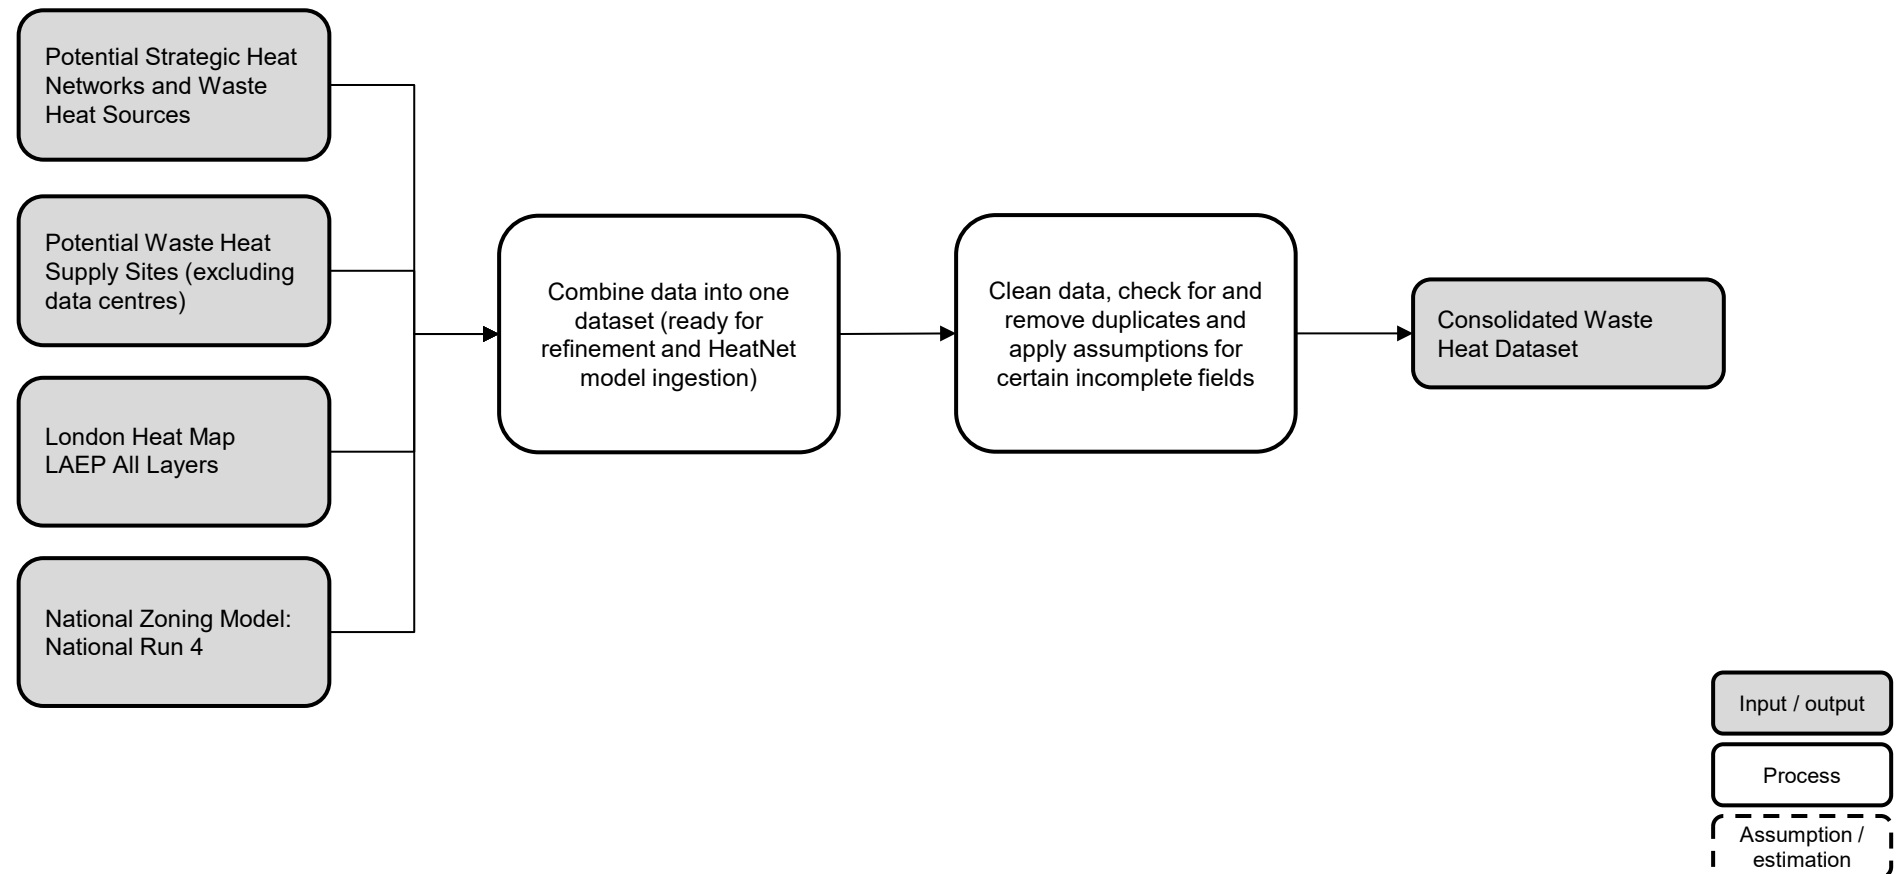 Potential Strategic Heat
Networks and Waste
Heat Sources
Potential Waste Heat
Supply Sites (excluding
data centres)
London Heat Map
LAEP All Layers
National Zoning Model:
National Run 4
Combine data into one
dataset (ready for
refinement and HeatNet
model ingestion)
Clean data, check for and
remove duplicates and
apply assumptions for
certain incomplete fields
Consolidated Waste
Heat Dataset
Input / output
Process
Assumption /
estimation